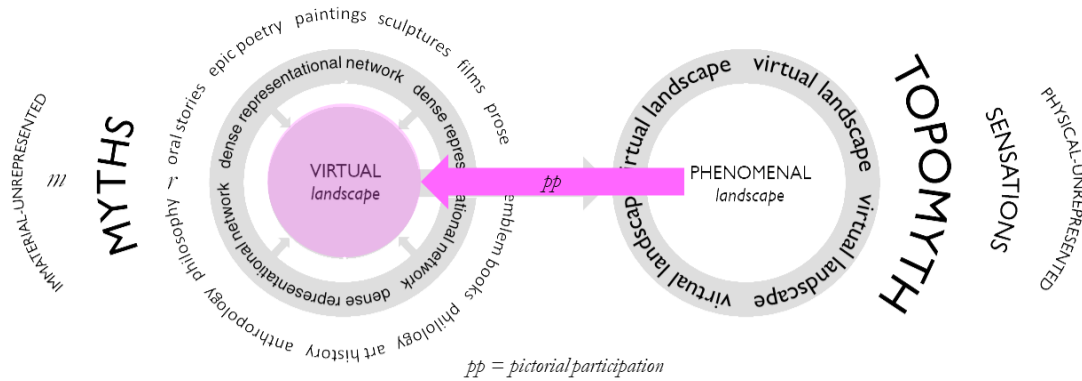 IMMATERIAL-UNREPRESENTED
m
MYTHS
r
oral stories epic poetry paintings sculptures films prose
emblem books philology art history anthropology philosophy
dense representational network dense representational network
dense representational network dense representational network
VIRTUAL
landscape
pp
PHENOMENAL
landscape
virtual landscape virtual landscape
virtual landscape virtual landscape
virtual landscape virtual landscape
TOPOMYTH
SENSATIONS
PHYSICAL-UNREPRESENTED
pp = pictorial participation